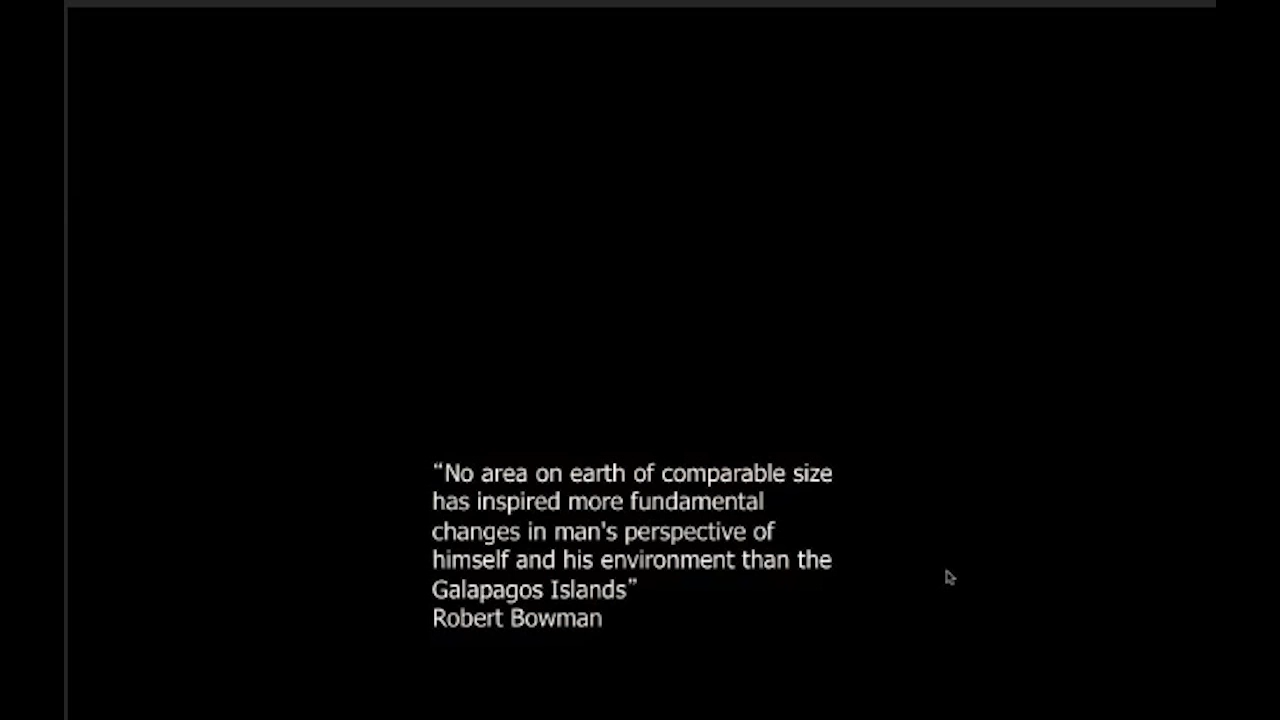 “No area on earth of comparable size
has inspired more fundamental
changes in man's perspective of
himself and his environment than the
Galapagos Islands”
Robert Bowman